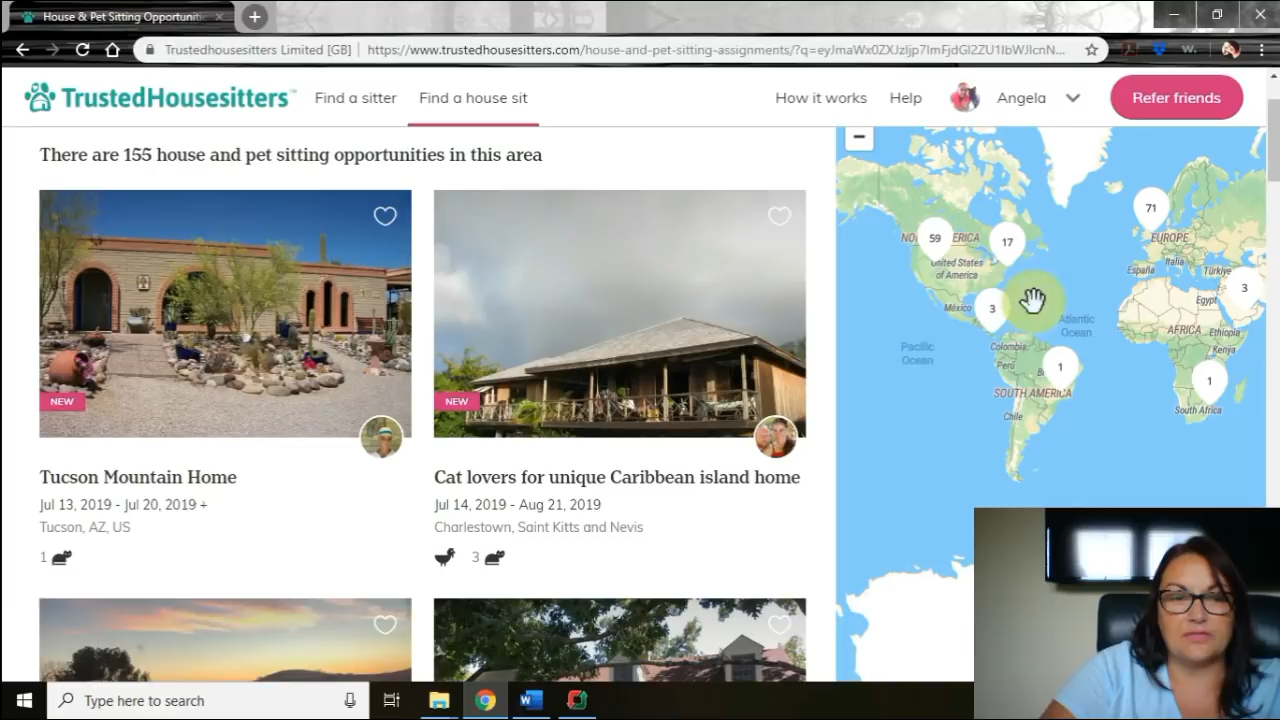 House & Pet Sitting Opportuniti
Trustedhousesitters Limited [GB]
https://www.trustedhousesitters.com/house-and-pet-sitting-assignments/?q=eyJmaWx0ZXJzIjp7ImFjdGl2ZU1lbWJlcnN...
W.
TrustedHousesitters™
Find a sitter
Find a house sit
How it works
Help
Angela
Refer friends
There are 155 house and pet sitting opportunities in this area
NEW
Tucson Mountain Home
Jul 13, 2019 - Jul 20, 2019 +
Tucson, AZ, US
1
NEW
Cat lovers for unique Caribbean island home
Jul 14, 2019 - Aug 21, 2019
Charlestown, Saint Kitts and Nevis
3
71
59
17
NO ERICA
EUROPE
United States
of America
España
Italia
Türkiye
3
México
3
Egypt
Atlantic
Ocean
AFRICA
Ethiopia
Kenya
Pacific
Ocean
Colombia
Peru
1
1
SOUTH AMERICA
South Africa
Chile
Type here to search